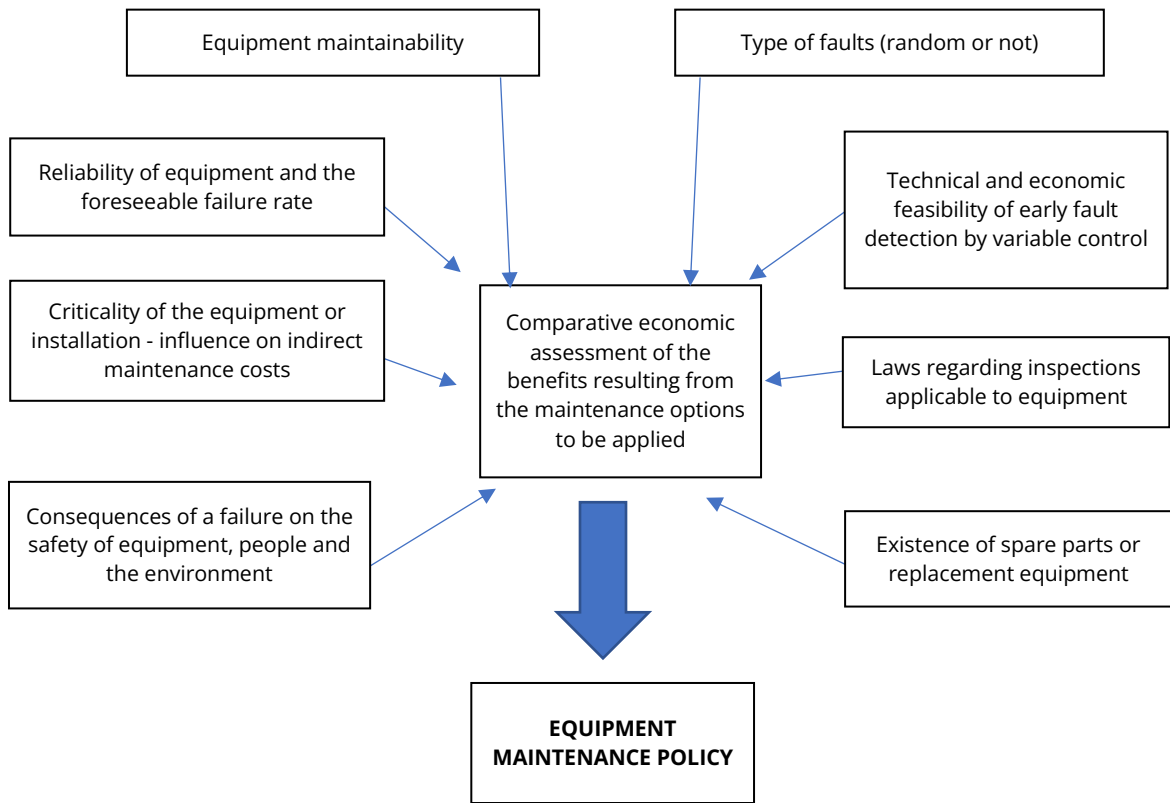 Equipment maintainability
Type of faults (random or not)
Reliability of equipment and the
foreseeable failure rate
Technical and economic
feasibility of early fault
detection by variable control
Criticality of the equipment or
installation - influence on indirect
maintenance costs
Comparative economic
assessment of the
benefits resulting from
the maintenance options
to be applied
Laws regarding inspections
applicable to equipment
Consequences of a failure on the
safety of equipment, people and
the environment
Existence of spare parts or
replacement equipment
EQUIPMENT
MAINTENANCE POLICY